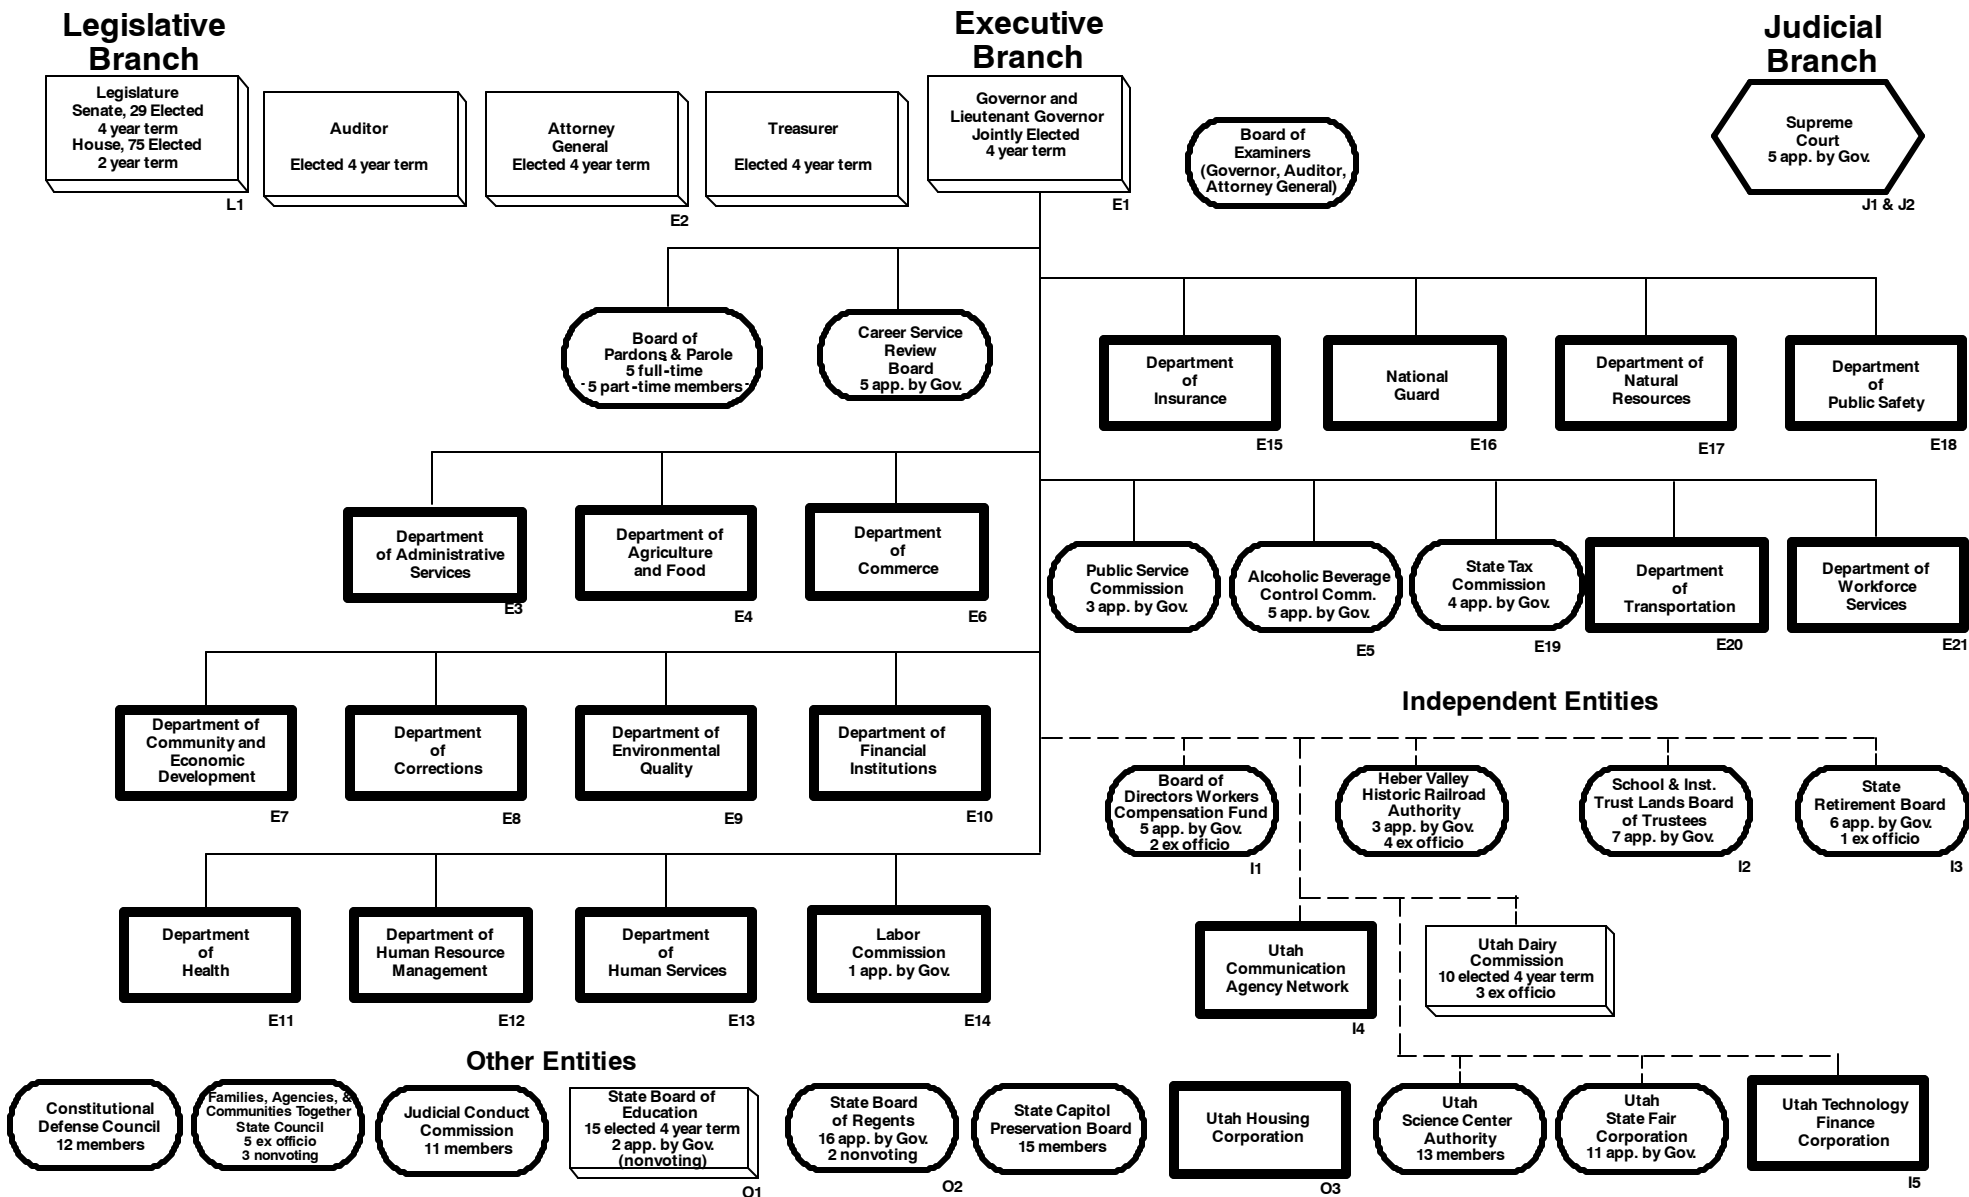 Legislative
Branch
Executive
Branch
Judicial
Branch
Legislature
Senate, 29 Elected
4 year term
House, 75 Elected
2 year term
L1
Auditor
Elected 4 year term
Attorney
General
Elected 4 year term
E2
Treasurer
Elected 4 year term
Governor and
Lieutenant Governor
Jointly Elected
4 year term
E1
Board of
Examiners
(Governor, Auditor,
Attorney General)
Supreme
Court
5 app. by Gov.
J1 & J2
Board of
Pardons & Parole
5 full-time
5 part-time members
Career Service
Review
Board
5 app. by Gov.
Department
of
Insurance
E15
National
Guard
E16
Department of
Natural
Resources
E17
Department
of
Public Safety
E18
Department
of Administrative
Services
E3
Department of
Agriculture
and Food
E4
Department
of
Commerce
E6
Public Service
Commission
3 app. by Gov.
Alcoholic Beverage
Control Comm.
5 app. by Gov.
E5
State Tax
Commission
4 app. by Gov.
E19
Department
of
Transportation
E20
Department of
Workforce
Services
E21
Department of
Community and
Economic
Development
E7
Department
of
Corrections
E8
Department of
Environmental
Quality
E9
Department of
Financial
Institutions
E10
Independent Entities
Board of
Directors Workers
Compensation Fund
5 app. by Gov.
2 ex officio
I1
Heber Valley
Historic Railroad
Authority
3 app. by Gov.
4 ex officio
School & Inst.
Trust Lands Board
of Trustees
7 app. by Gov.
I2
State
Retirement Board
6 app. by Gov.
1 ex officio
I3
Department
of
Health
E11
Department of
Human Resource
Management
E12
Department
of
Human Services
E13
Labor
Commission
1 app. by Gov.
E14
Utah
Communication
Agency Network
I4
Utah Dairy
Commission
10 elected 4 year term
3 ex officio
Other Entities
Constitutional
Defense Council
12 members
Families, Agencies, &
Communities Together
State Council
5 ex officio
3 nonvoting
Judicial Conduct
Commission
11 members
State Board of
Education
15 elected 4 year term
2 app. by Gov.
(nonvoting)
O1
State Board
of Regents
16 app. by Gov.
2 nonvoting
O2
State Capitol
Preservation Board
15 members
Utah Housing
Corporation
O3
Utah
Science Center
Authority
13 members
Utah
State Fair
Corporation
11 app. by Gov.
Utah Technology
Finance
Corporation
I5